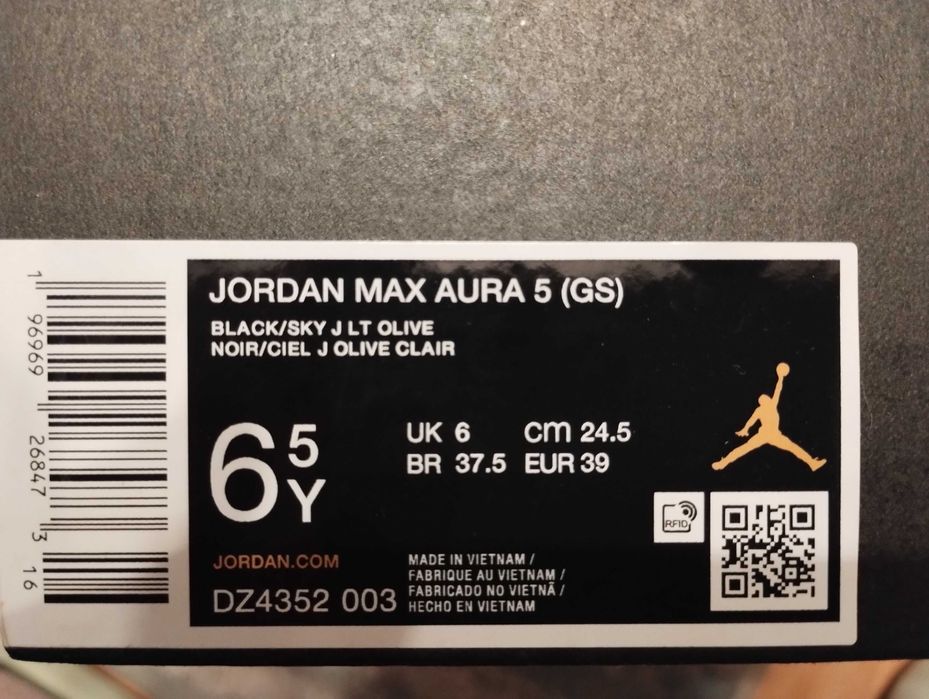 JORDAN MAX AURA 5 (GS)
BLACK/SKY J LT OLIVE
NOIR/CIEL J OLIVE CLAIR
6 5 Y
UK 6 CM 24.5
BR 37.5 EUR 39
RFID
JORDAN.COM
DZ4352 003
MADE IN VIETNAM /
FABRIQUE AU VIETNAM /
FABRICADO NO VIETNÃ /
HECHO EN VIETNAM
1 96969 26847 3 16